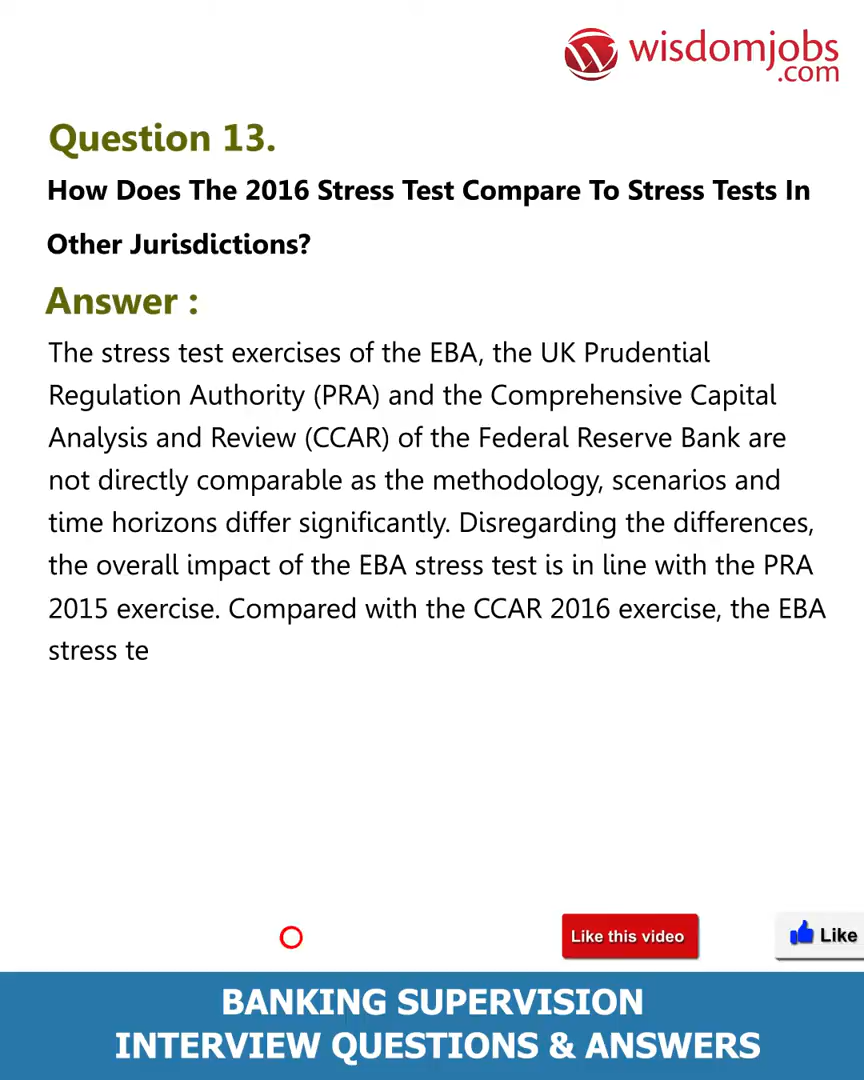 wisdomjobs
.com
Question 13.
How Does The 2016 Stress Test Compare To Stress Tests In
Other Jurisdictions?
Answer :
The stress test exercises of the EBA, the UK Prudential
Regulation Authority (PRA) and the Comprehensive Capital
Analysis and Review (CCAR) of the Federal Reserve Bank are
not directly comparable as the methodology, scenarios and
time horizons differ significantly. Disregarding the differences,
the overall impact of the EBA stress test is in line with the PRA
2015 exercise. Compared with the CCAR 2016 exercise, the EBA
stress te
Like this video
Like
BANKING SUPERVISION
INTERVIEW QUESTIONS & ANSWERS